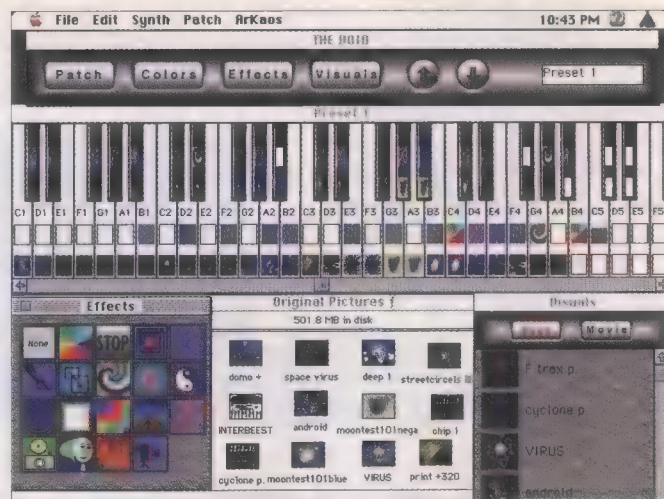 File Edit Synth Patch ArKaos 10:43 PM
THE VOID
Patch Colors Effects Visuals Preset 1
Preset 1
C1 D1 E1 F1 G1 A1 B1 C2 D2 E2 F2 G2 A2 B2 C3 D3 E3 F3 G3 A3 B3 C4 D4 E4 F4 G4 A4 B4 C5 D5 E5 F5
Effects
None STOP
Original Pictures f
501.8 MB in disk
domo + space virus deep 1 streetcircels
INTERBEEST android moontest101nega chip 1
cyclone p. moontest101blue VIRUS print +320
Visuals
Text Movie
F trax p.
cyclone p.
VIRUS
android